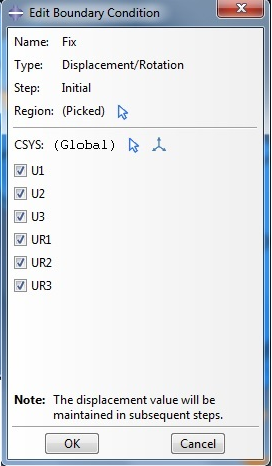 Edit Boundary Condition
Name: Fix
Type: Displacement/Rotation
Step: Initial
Region: (Picked)
CSYS: (Global)
U1
U2
U3
UR1
UR2
UR3
Note: The displacement value will be
maintained in subsequent steps.
OK Cancel